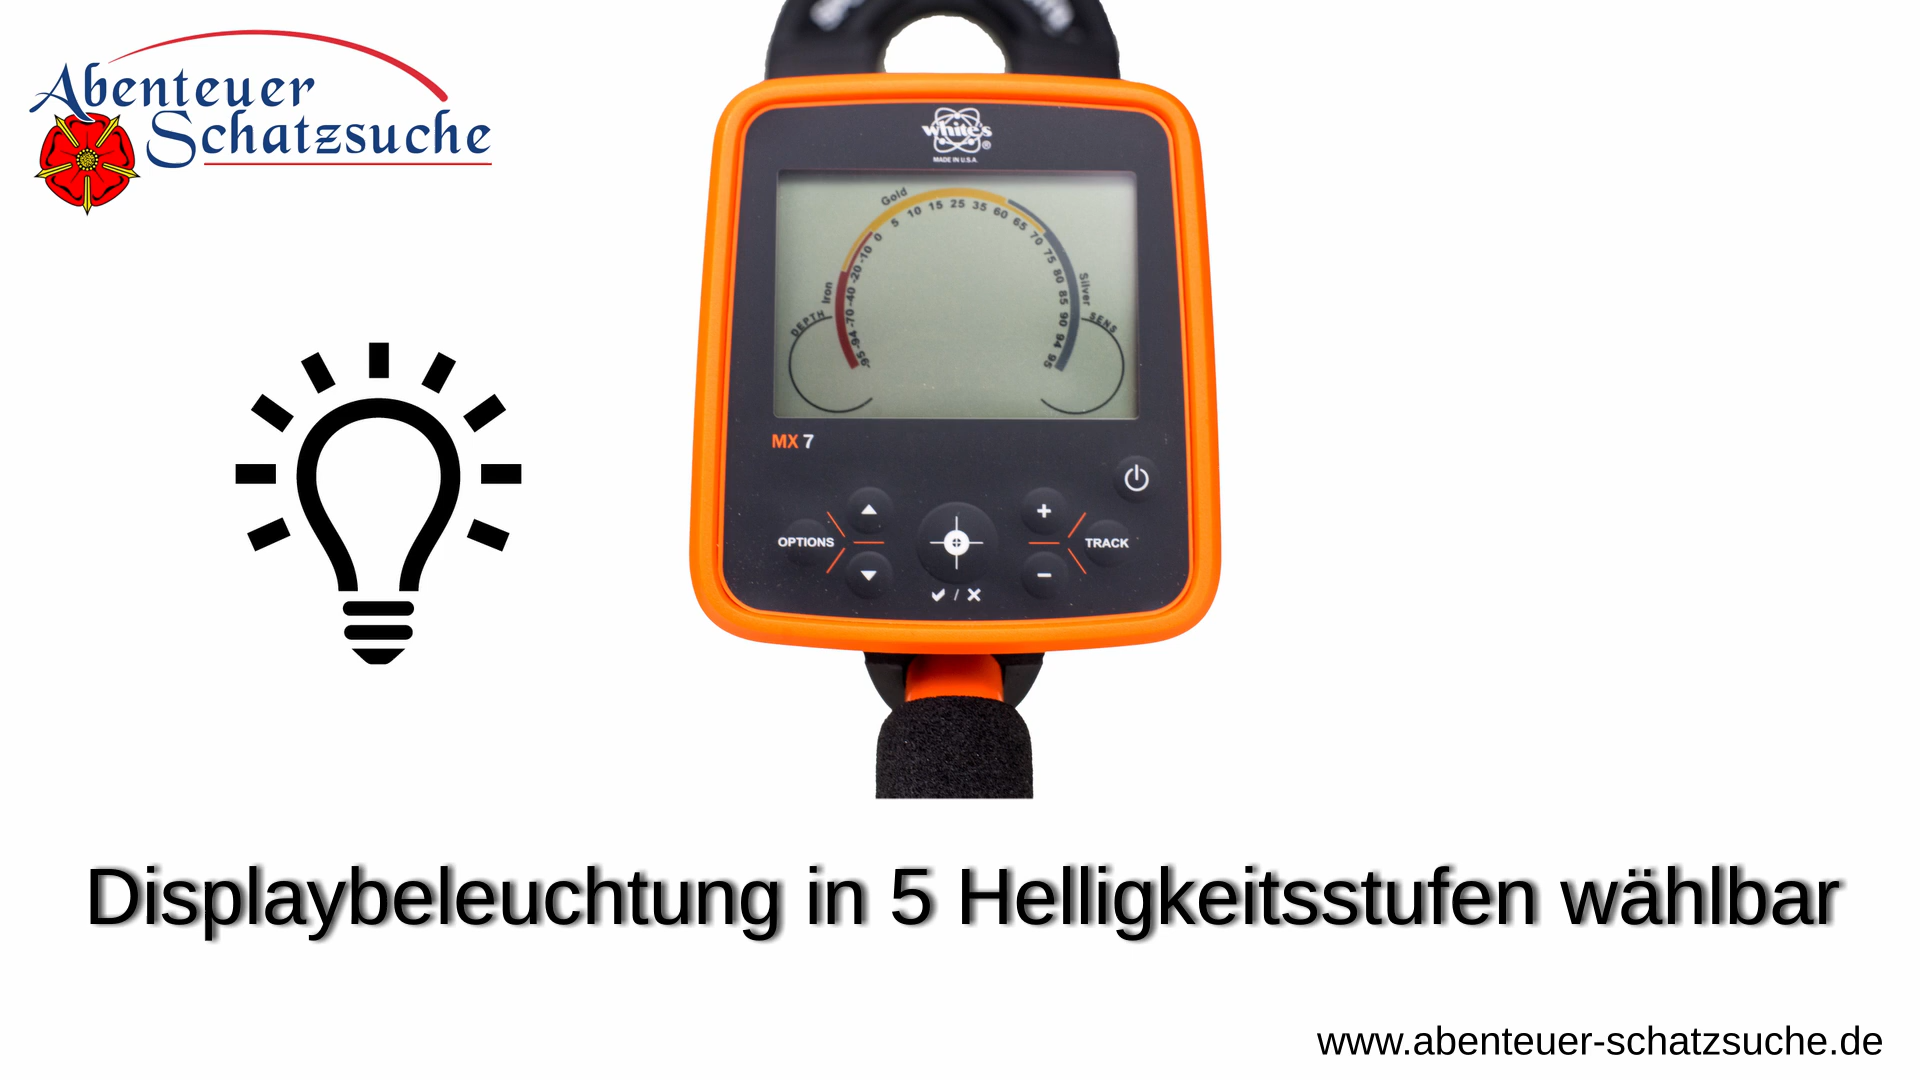 Abenteuer
Schatzsuche
white's
®
MADE IN U.S.A.
Gold
-95 -94 -70 -40 -20 -10 0 5 10 15 25 35 60 65 70 75 80 85 90 94 95
Iron
Silver
DEPTH
SENS
MX 7
OPTIONS
+
TRACK
-
/
Displaybeleuchtung in 5 Helligkeitsstufen wählbar
www.abenteuer-schatzsuche.de